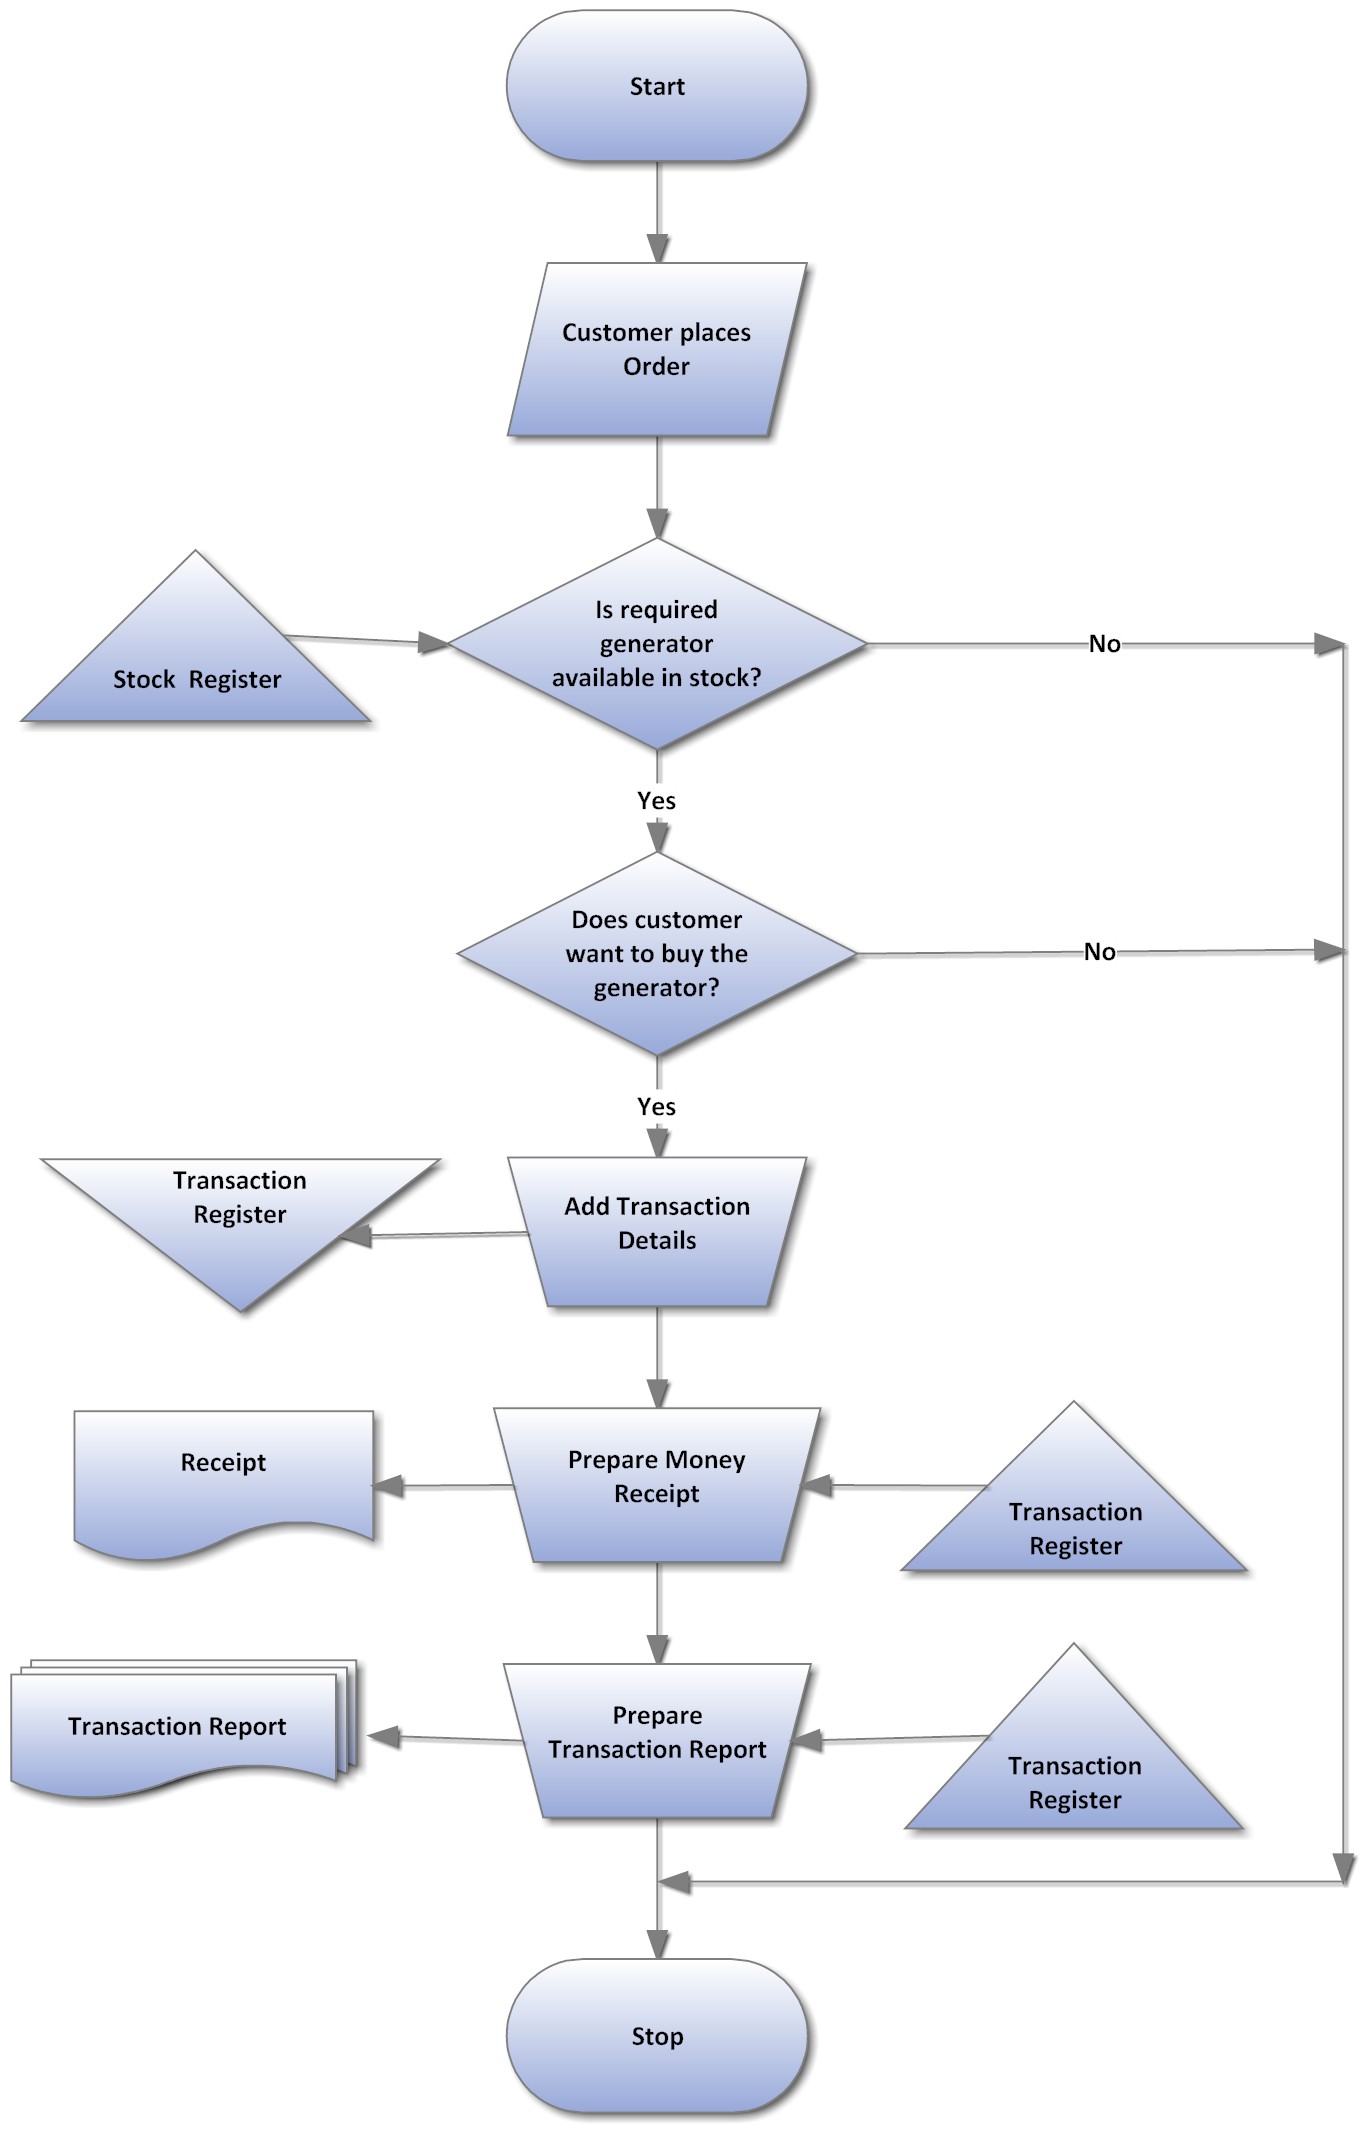 Start
Customer places
Order
Is required
generator
available in stock?
Stock  Register
No
Yes
Does customer
want to buy the
generator?
No
Yes
Transaction
Register
Add Transaction
Details
Receipt
Prepare Money
Receipt
Transaction
Register
Transaction Report
Prepare
Transaction Report
Transaction
Register
Stop